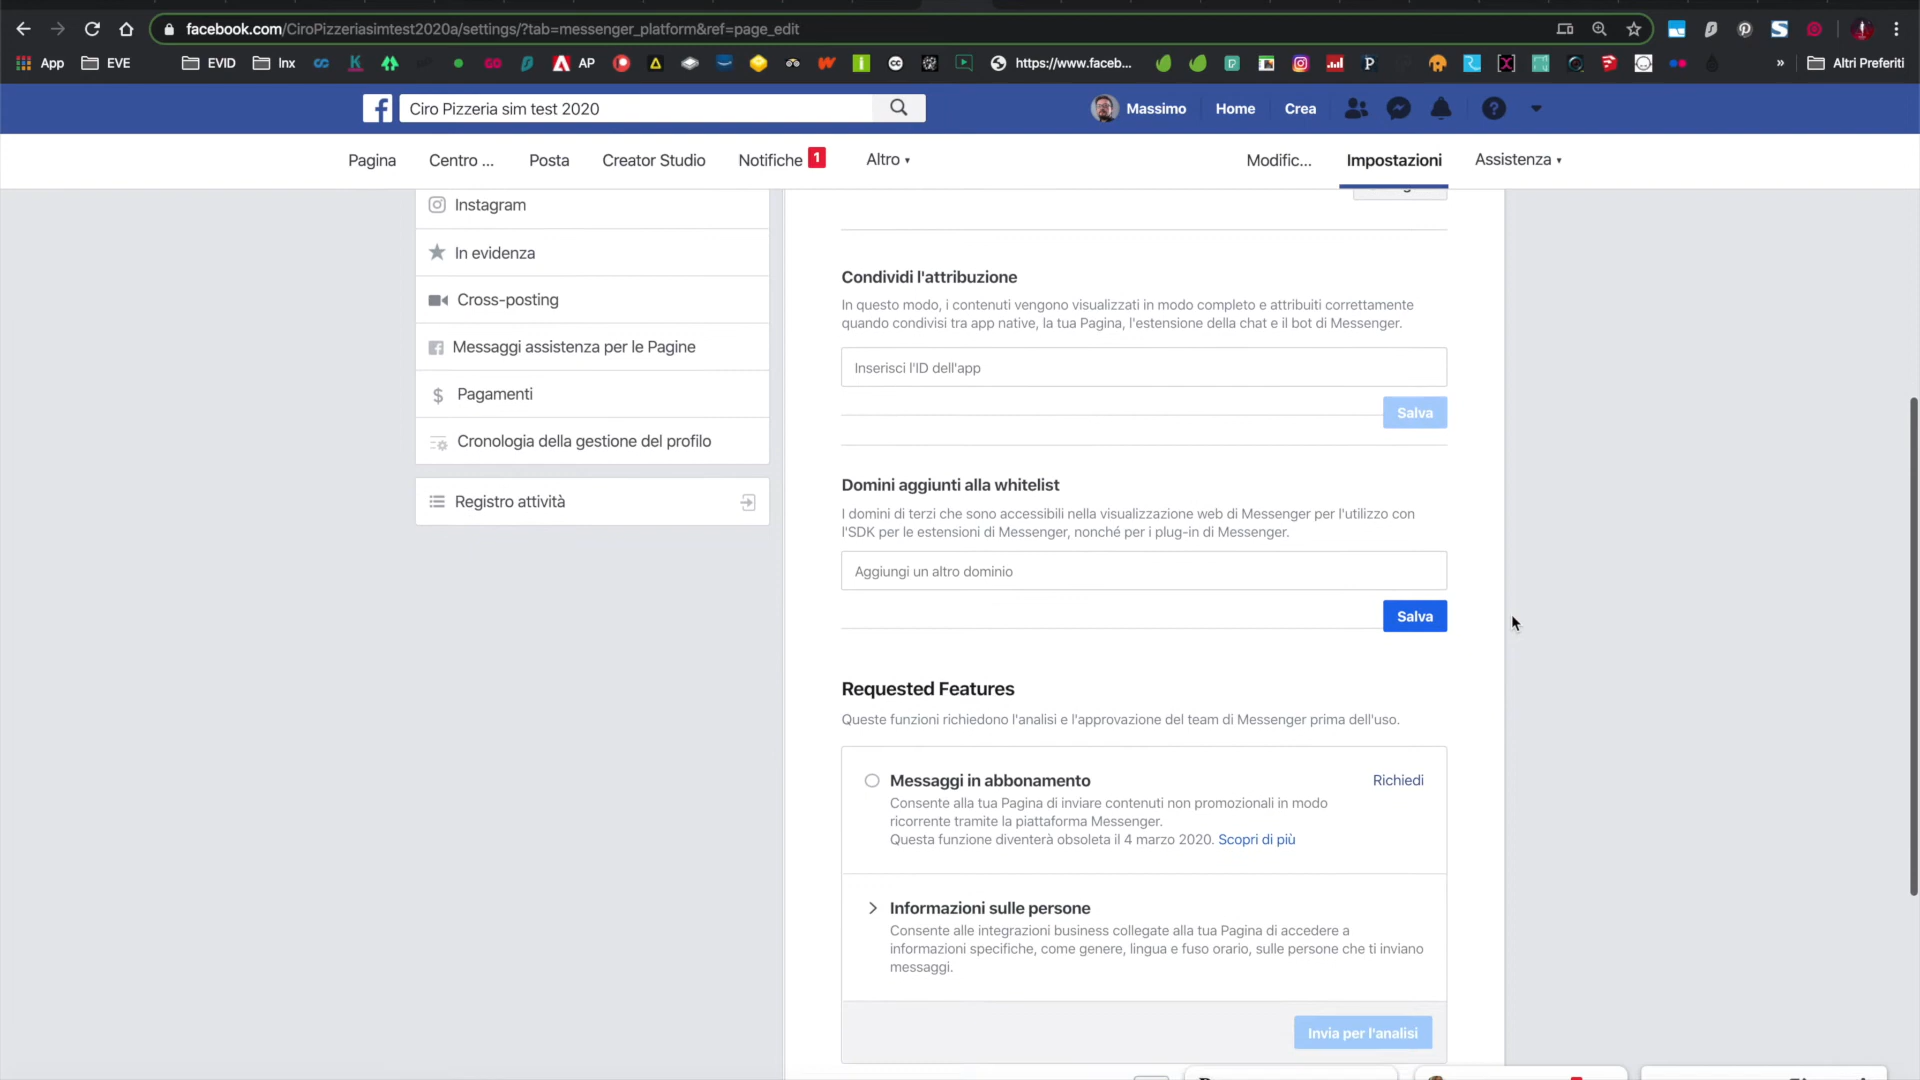 facebook.com/CiroPizzeriasimtest2020a/settings/?tab=messenger_platform&ref=page_edit
App
EVE
EVID
Inx
AP
https://www.faceb...
»
Altri Preferiti
Ciro Pizzeria sim test 2020
Massimo
Home
Crea
Pagina
Centro ...
Posta
Creator Studio
Notifiche
1
Altro
Modific...
Impostazioni
Assistenza
Instagram
In evidenza
Cross-posting
Messaggi assistenza per le Pagine
Pagamenti
Cronologia della gestione del profilo
Registro attività
Condividi l'attribuzione
In questo modo, i contenuti vengono visualizzati in modo completo e attribuiti correttamente
quando condivisi tra app native, la tua Pagina, l'estensione della chat e il bot di Messenger.
Inserisci l'ID dell'app
Salva
Domini aggiunti alla whitelist
I domini di terzi che sono accessibili nella visualizzazione web di Messenger per l'utilizzo con
l'SDK per le estensioni di Messenger, nonché per i plug-in di Messenger.
Aggiungi un altro dominio
Salva
Requested Features
Queste funzioni richiedono l'analisi e l'approvazione del team di Messenger prima dell'uso.
Messaggi in abbonamento
Richiedi
Consente alla tua Pagina di inviare contenuti non promozionali in modo
ricorrente tramite la piattaforma Messenger.
Questa funzione diventerà obsoleta il 4 marzo 2020. Scopri di più
Informazioni sulle persone
Consente alle integrazioni business collegate alla tua Pagina di accedere a
informazioni specifiche, come genere, lingua e fuso orario, sulle persone che ti inviano
messaggi.
Invia per l'analisi